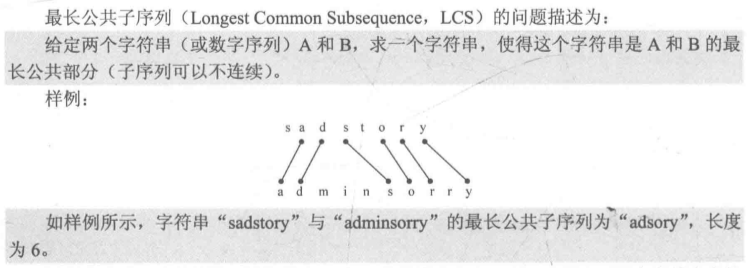 最长公共子序列（Longest Common Subsequence，LCS）的问题描述为：
给定两个字符串（或数字序列）A 和 B，求一个字符串，使得这个字符串是 A 和 B 的最
长公共部分（子序列可以不连续）。
样例：
s a d s t o r y
a d m i n s o r r y
如样例所示，字符串“sadstory”与“adminsorry”的最长公共子序列为“adsory”，长度
为 6。